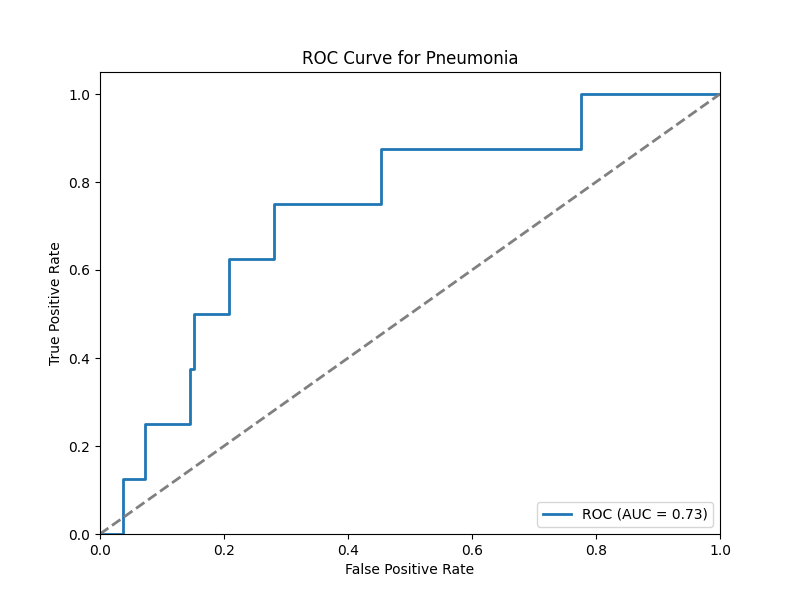 ROC Curve for Pneumonia
True Positive Rate
1.0
0.8
0.6
0.4
0.2
0.0
ROC (AUC = 0.73)
0.0 0.2 0.4 0.6 0.8 1.0
False Positive Rate